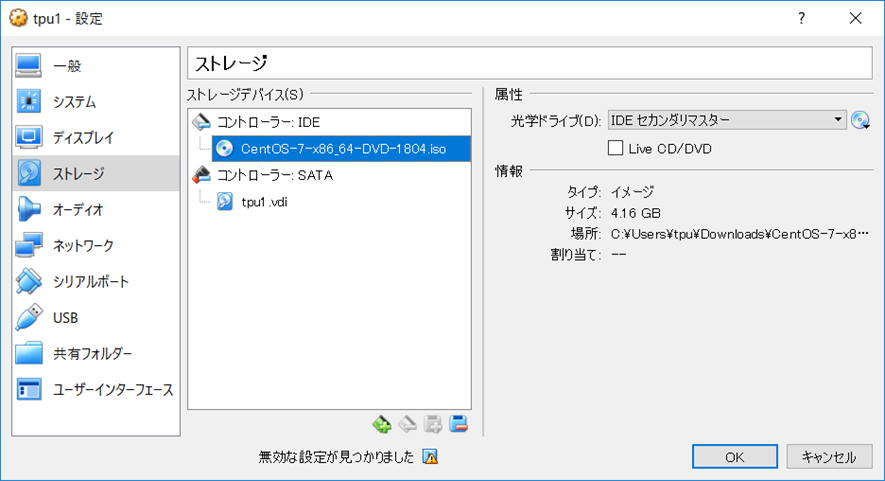 tpu1 - 設定
一般
システム
ディスプレイ
ストレージ
オーディオ
ネットワーク
シリアルポート
USB
共有フォルダー
ユーザーインターフェース
ストレージ
ストレージデバイス(S)
コントローラー: IDE
CentOS-7-x86_64-DVD-1804.iso
コントローラー: SATA
tpu1.vdi
属性
光学ドライブ(D): IDE セカンダリマスター
Live CD/DVD
情報
タイプ: イメージ
サイズ: 4.16 GB
場所: C:¥Users¥tpu¥Downloads¥CentOS-7-x8…
割り当て: --
無効な設定が見つかりました
OK
キャンセル